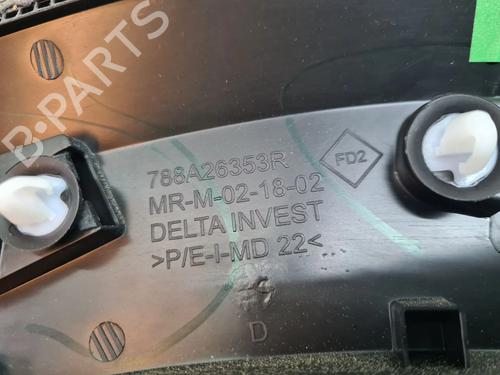 B-PARTS
788A26353R
MR-M-02-18-02
DELTA INVEST
>P/E-I-MD 22<
FD2
D